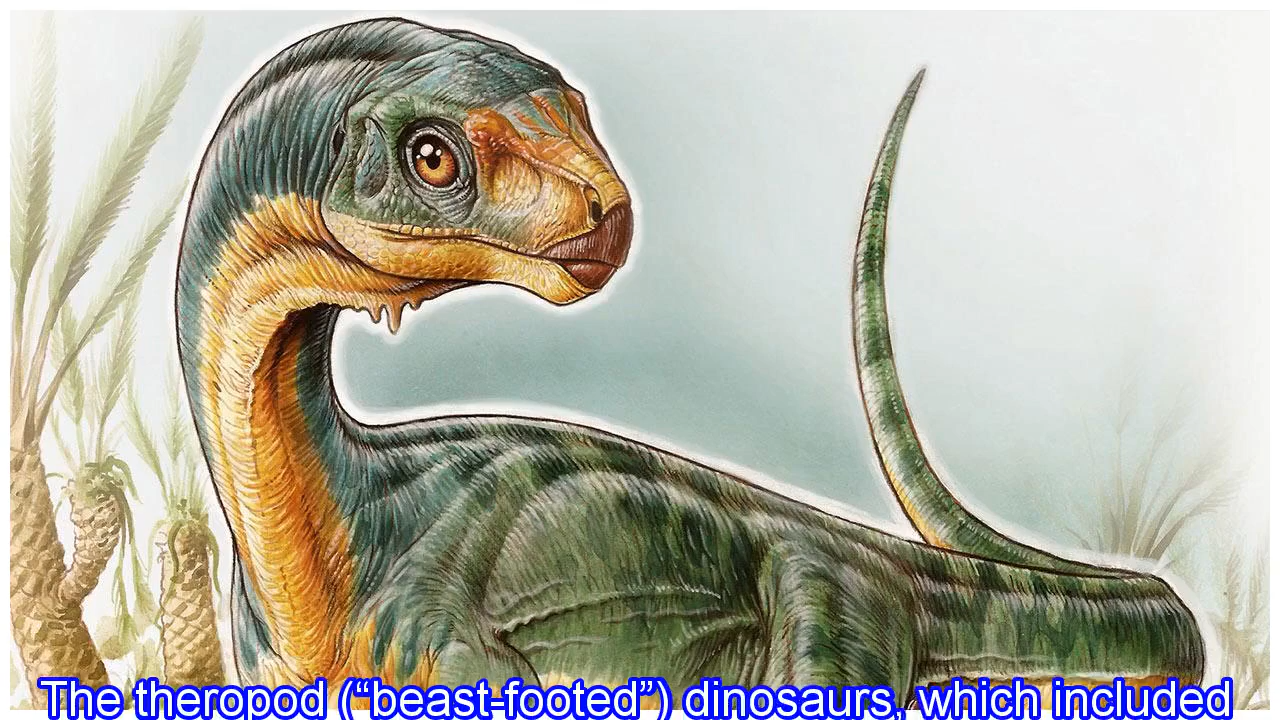 The theropod (“beast-footed”) dinosaurs, which included